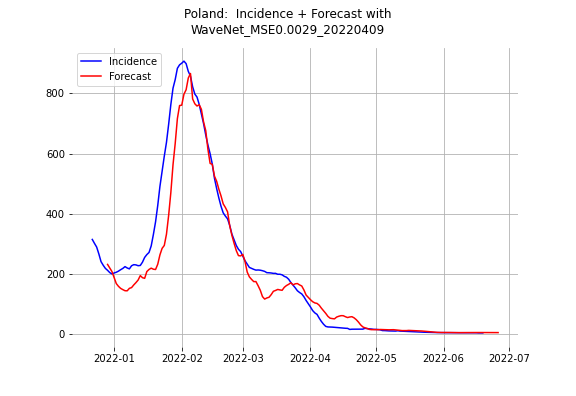 Poland:  Incidence + Forecast with
WaveNet_MSE0.0029_20220409
Incidence
Forecast
800
600
400
200
0
2022-01 2022-02 2022-03 2022-04 2022-05 2022-06 2022-07